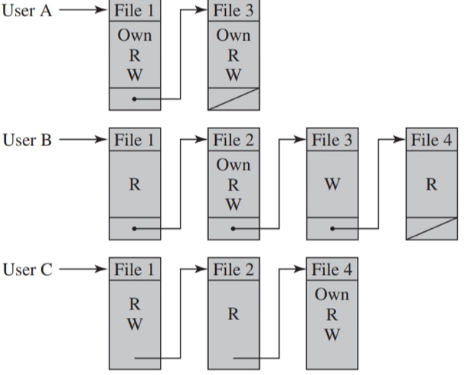 User A File 1 File 3
Own Own
R R
W W
User B File 1 File 2 File 3 File 4
R Own R W W R
User C File 1 File 2 File 4
R W R Own R W